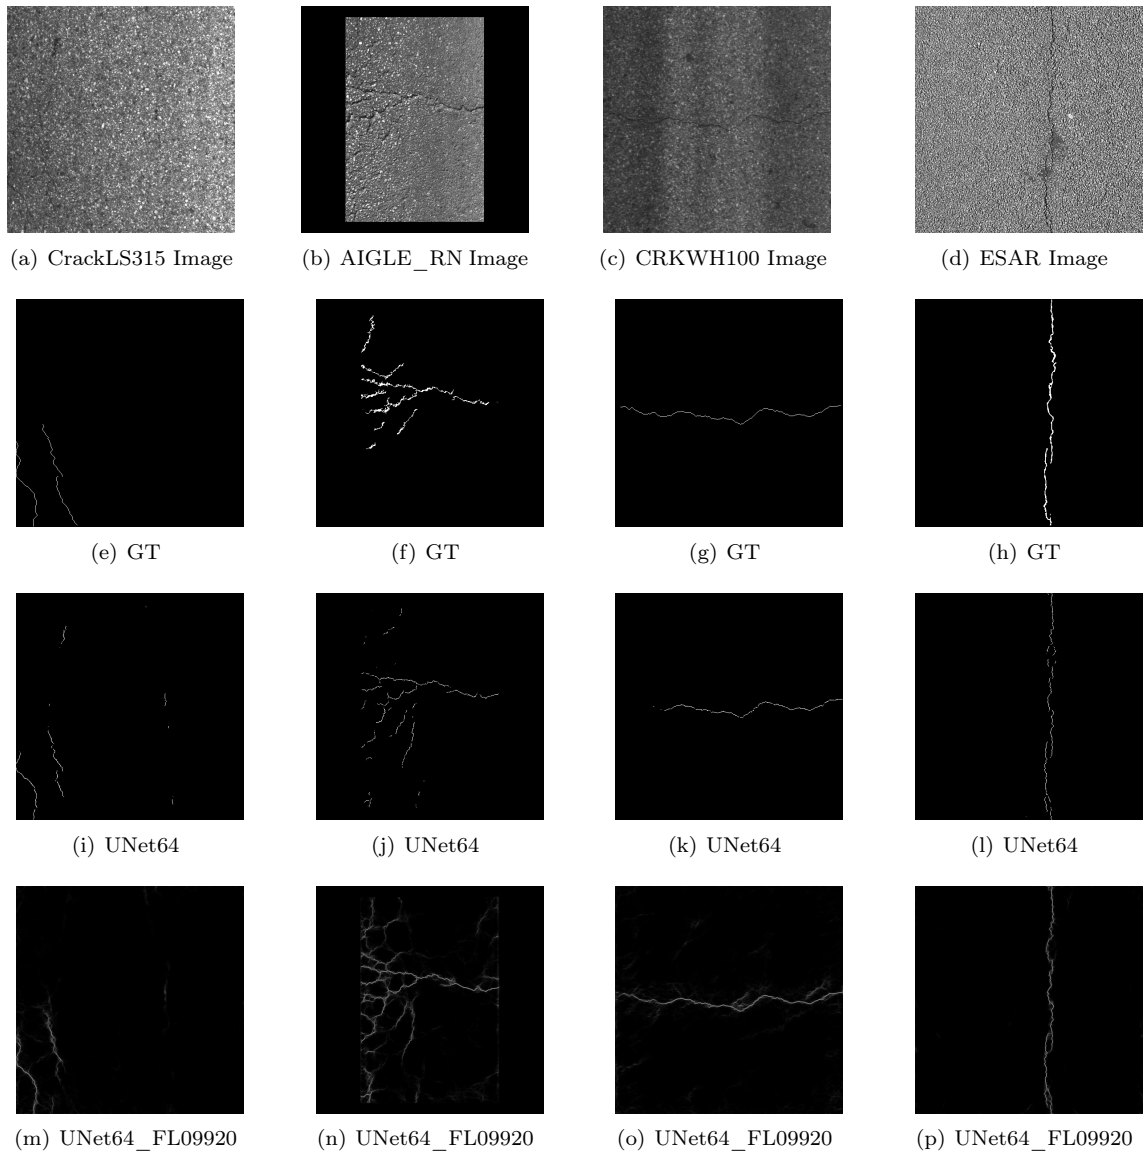 (a) CrackLS315 Image
(b) AIGLE_RN Image
(c) CRKWH100 Image
(d) ESAR Image
(e) GT
(f) GT
(g) GT
(h) GT
(i) UNet64
(j) UNet64
(k) UNet64
(l) UNet64
(m) UNet64_FL09920
(n) UNet64_FL09920
(o) UNet64_FL09920
(p) UNet64_FL09920